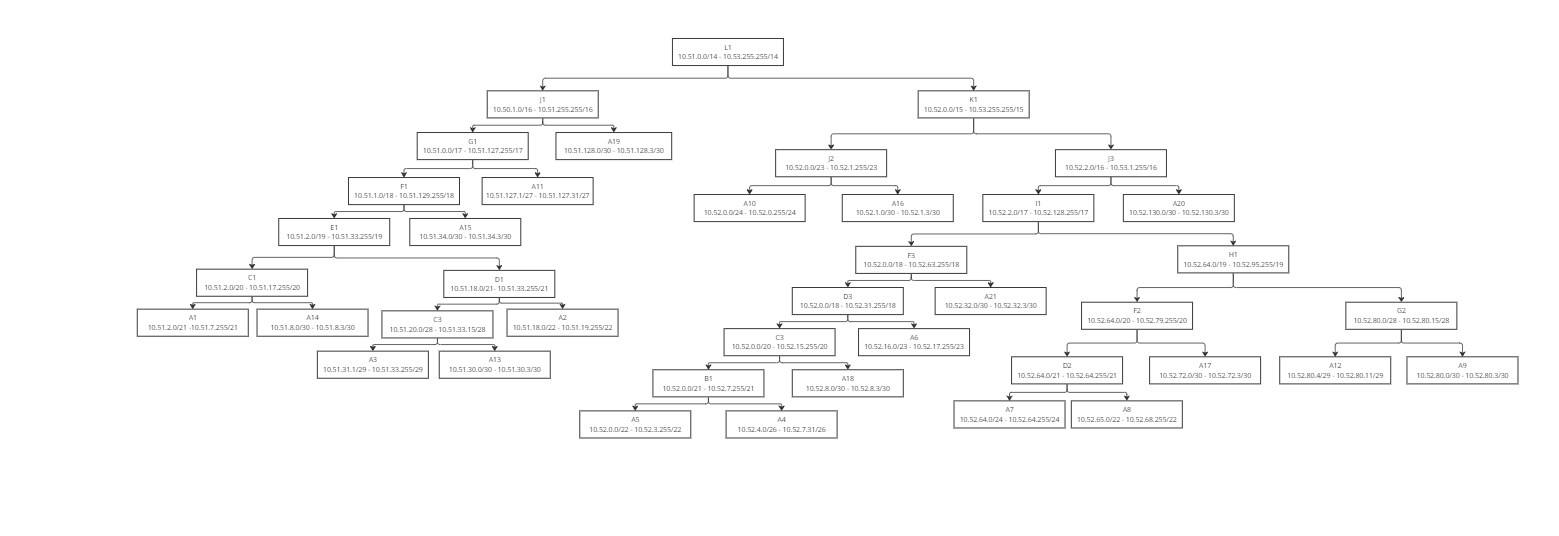 L1
10.51.0.0/14 - 10.53.255.255/14
J1
10.50.1.0/16 - 10.51.255.255/16
K1
10.52.0.0/15 - 10.53.255.255/15
G1
10.51.0.0/17 - 10.51.127.255/17
A19
10.51.128.0/30 - 10.51.128.3/30
J2
10.52.0.0/23 - 10.52.1.255/23
J3
10.52.2.0/16 - 10.53.1.255/16
F1
10.51.1.0/18 - 10.51.129.255/18
A11
10.51.127.1/27 - 10.51.127.31/27
A10
10.52.0.0/24 - 10.52.0.255/24
A16
10.52.1.0/30 - 10.52.1.3/30
I1
10.52.2.0/17 - 10.52.128.255/17
A20
10.52.130.0/30 - 10.52.130.3/30
E1
10.51.2.0/19 - 10.51.33.255/19
A15
10.51.34.0/30 - 10.51.34.3/30
F3
10.52.0.0/18 - 10.52.63.255/18
H1
10.52.64.0/19 - 10.52.95.255/19
C1
10.51.2.0/20 - 10.51.17.255/20
D1
10.51.18.0/21- 10.51.33.255/21
D3
10.52.0.0/18 - 10.52.31.255/18
A21
10.52.32.0/30 - 10.52.32.3/30
F2
10.52.64.0/20 - 10.52.79.255/20
G2
10.52.80.0/28 - 10.52.80.15/28
A1
10.51.2.0/21 -10.51.7.255/21
A14
10.51.8.0/30 - 10.51.8.3/30
C3
10.51.20.0/28 - 10.51.33.15/28
A2
10.51.18.0/22 - 10.51.19.255/22
C3
10.52.0.0/20 - 10.52.15.255/20
A6
10.52.16.0/23 - 10.52.17.255/23
A3
10.51.31.1/29 - 10.51.33.255/29
A13
10.51.30.0/30 - 10.51.30.3/30
B1
10.52.0.0/21 - 10.52.7.255/21
A18
10.52.8.0/30 - 10.52.8.3/30
D2
10.52.64.0/21 - 10.52.64.255/21
A17
10.52.72.0/30 - 10.52.72.3/30
A12
10.52.80.4/29 - 10.52.80.11/29
A9
10.52.80.0/30 - 10.52.80.3/30
A5
10.52.0.0/22 - 10.52.3.255/22
A4
10.52.4.0/26 - 10.52.7.31/26
A7
10.52.64.0/24 - 10.52.64.255/24
A8
10.52.65.0/22 - 10.52.68.255/22